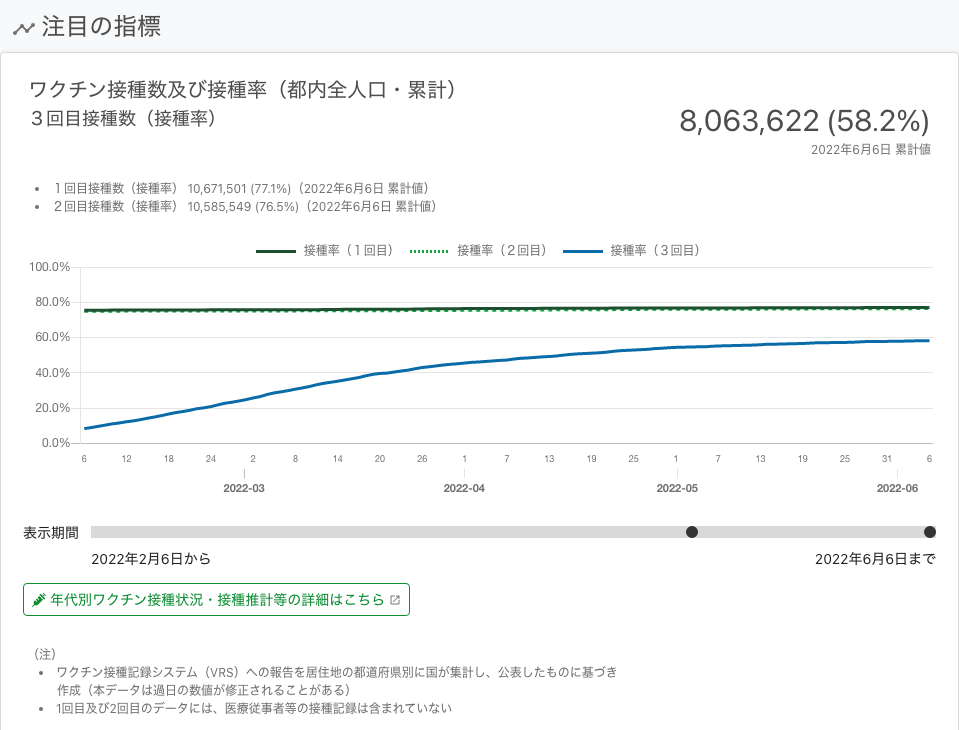 注目の指標
ワクチン接種数及び接種率（都内全人口・累計）
３回目接種数（接種率）
8,063,622 (58.2%)
2022年6月6日 累計値
１回目接種数（接種率） 10,671,501 (77.1%)（2022年6月6日 累計値）
２回目接種数（接種率） 10,585,549 (76.5%)（2022年6月6日 累計値）
接種率（１回目） 接種率（２回目） 接種率（３回目）
100.0%
80.0%
60.0%
40.0%
20.0%
0.0%
6 12 18 24 2 8 14 20 26 1 7 13 19 25 1 7 13 19 25 31 6
2022-03 2022-04 2022-05 2022-06
表示期間
2022年2月6日から 2022年6月6日まで
年代別ワクチン接種状況・接種推計等の詳細はこちら
（注）
ワクチン接種記録システム（VRS）への報告を居住地の都道府県別に国が集計し、公表したものに基づき
作成（本データは過日の数値が修正されることがある）
1回目及び2回目のデータには、医療従事者等の接種記録は含まれていない